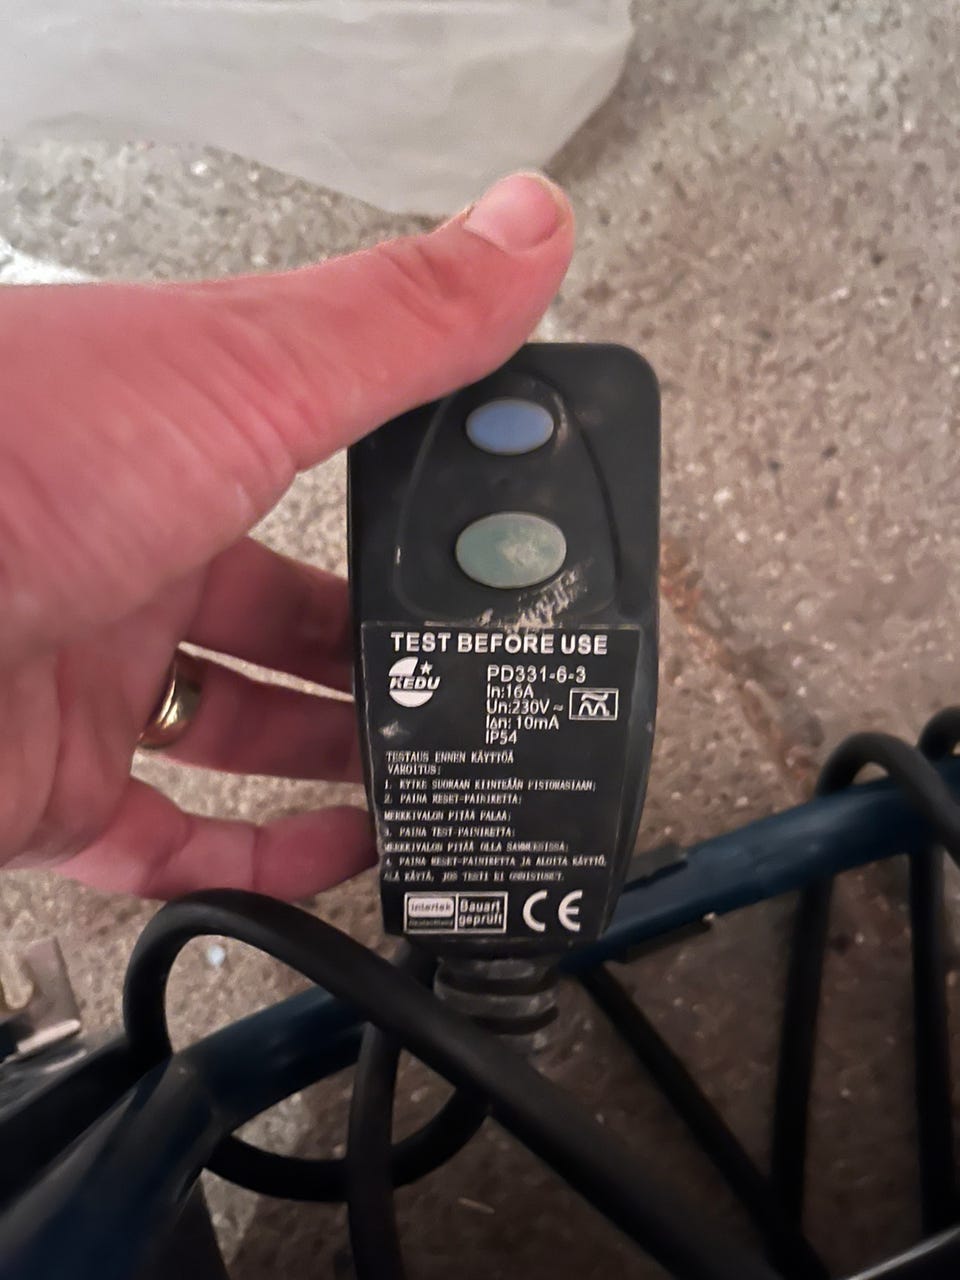 TEST BEFORE USE
KEDU
PD331-6-3
In:16A
Un:230V~
IΔn: 10mA
IP54
TESTAUS ENNEN KÄYTTÖÄ
VAROITUS:
1. KYTKE SUORAAN KIINTEÄÄN PISTORASIAAN;
2. PAINA RESET-PAINIKETTA;
MERKKIVALON PITÄÄ PALAA;
3. PAINA TEST-PAINIKETTA;
MERKKIVALON PITÄÄ OLLA SAMMUKSISSA;
4. PAINA RESET-PAINIKETTA JA ALOITA KÄYTTÖ,
ÄLÄ KÄYTÄ, JOS TESTI EI ONNISTUNUT.
Intertek
Deutschland
Bauart
geprüft
CE